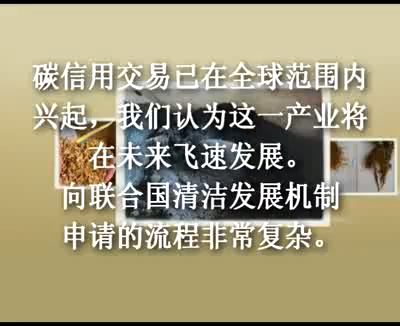 碳信用交易已在全球范围内
兴起，我们认为这一产业将
在未来飞速发展。
向联合国清洁发展机制
申请的流程非常复杂。